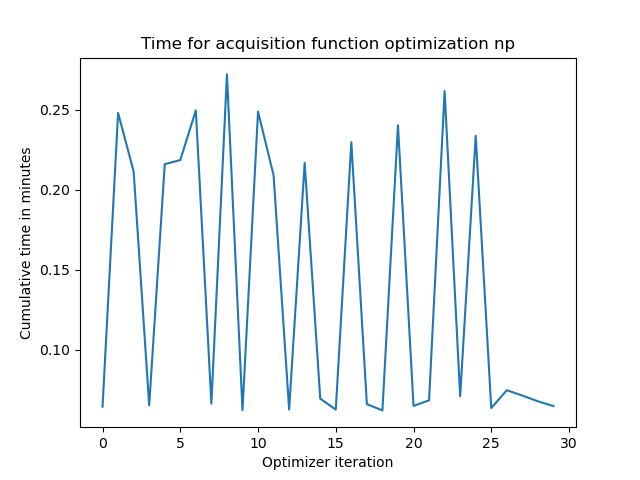 Time for acquisition function optimization np
Cumulative time in minutes
0.25
0.20
0.15
0.10
0 5 10 15 20 25 30
Optimizer iteration